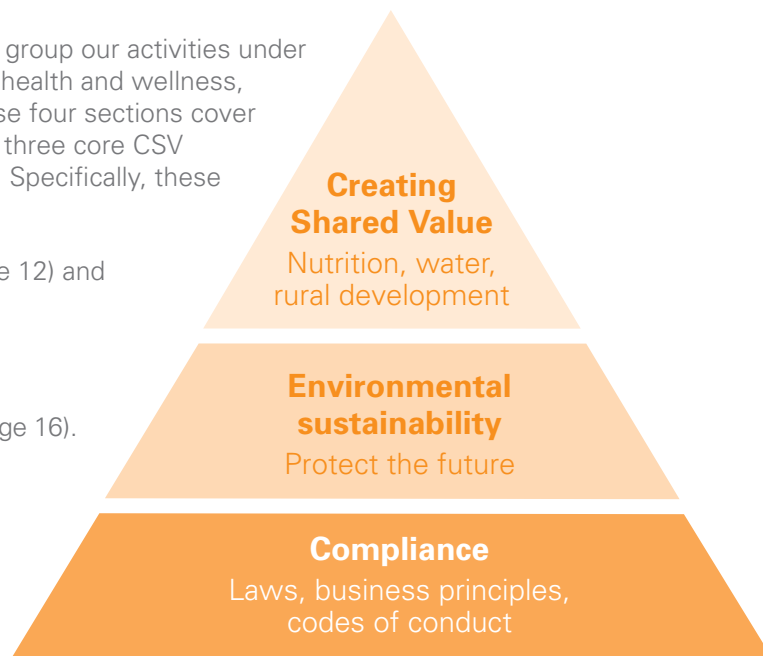 group our activities under
health and wellness,
se four sections cover
three core CSV
Specifically, these
e 12) and
ge 16).
Creating
Shared Value
Nutrition, water,
rural development
Environmental
sustainability
Protect the future
Compliance
Laws, business principles,
codes of conduct